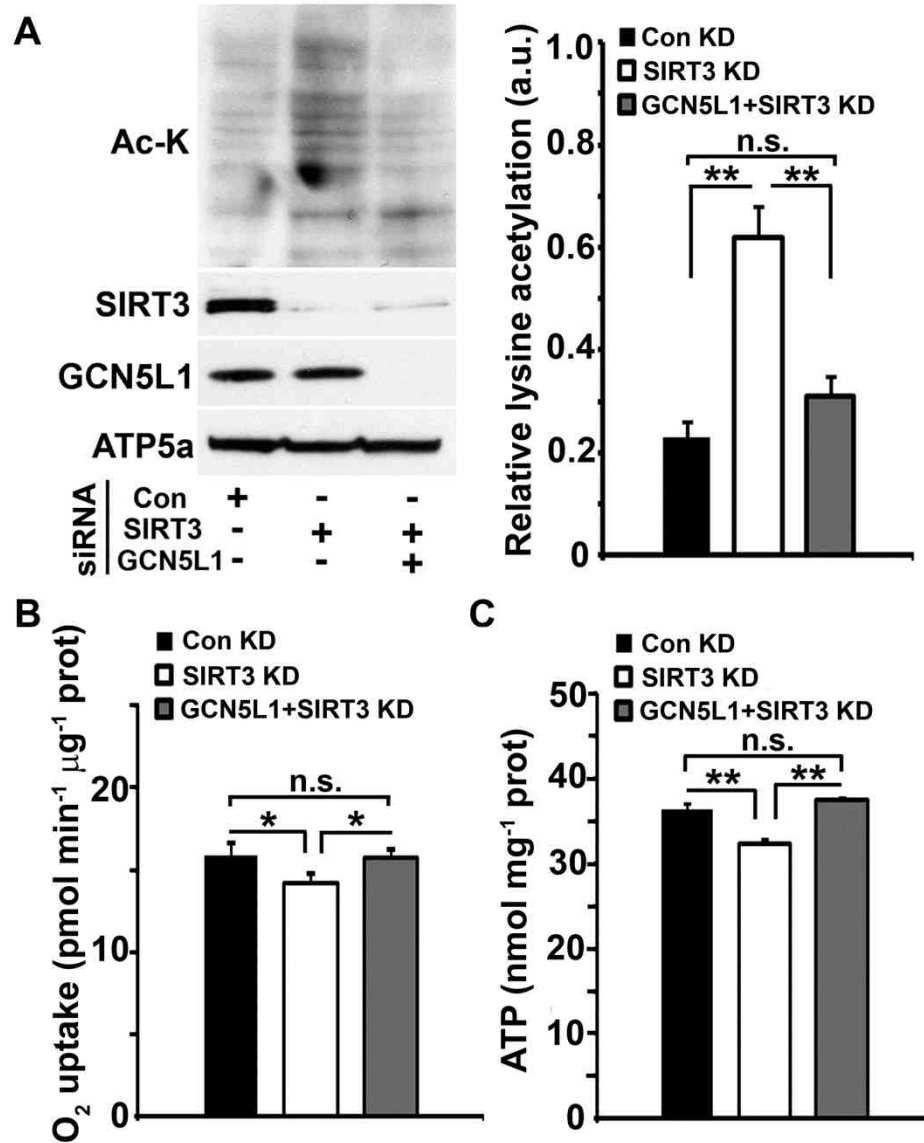 A
Ac-K
SIRT3
GCN5L1
ATP5a
siRNA
Con + - -
SIRT3 - + +
GCN5L1 - - +
Relative lysine acetylation (a.u.)
1.0
0.8
0.6
0.4
0.2
0
Con KD
SIRT3 KD
GCN5L1+SIRT3 KD
n.s.
** **
B
O₂ uptake (pmol min⁻¹ µg⁻¹ prot)
20
10
0
Con KD
SIRT3 KD
GCN5L1+SIRT3 KD
n.s.
* *
C
ATP (nmol mg⁻¹ prot)
50
40
30
20
10
0
Con KD
SIRT3 KD
GCN5L1+SIRT3 KD
n.s.
** **